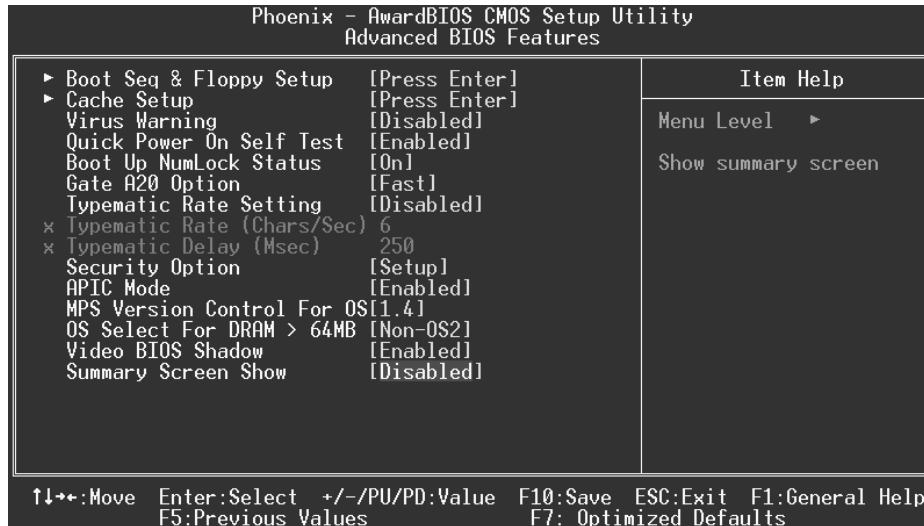 Phoenix - AwardBIOS CMOS Setup Utility
Advanced BIOS Features
► Boot Seq & Floppy Setup [Press Enter]
► Cache Setup [Press Enter]
Virus Warning [Disabled]
Quick Power On Self Test [Enabled]
Boot Up NumLock Status [On]
Gate A20 Option [Fast]
Typematic Rate Setting [Disabled]
x Typematic Rate (Chars/Sec) 6
x Typematic Delay (Msec) 250
Security Option [Setup]
APIC Mode [Enabled]
MPS Version Control For OS[1.4]
OS Select For DRAM > 64MB [Non-OS2]
Video BIOS Shadow [Enabled]
Summary Screen Show [Disabled]
Item Help
Menu Level ►
Show summary screen
↑↓→←:Move Enter:Select +/-/PU/PD:Value F10:Save ESC:Exit F1:General Help
F5:Previous Values F7: Optimized Defaults